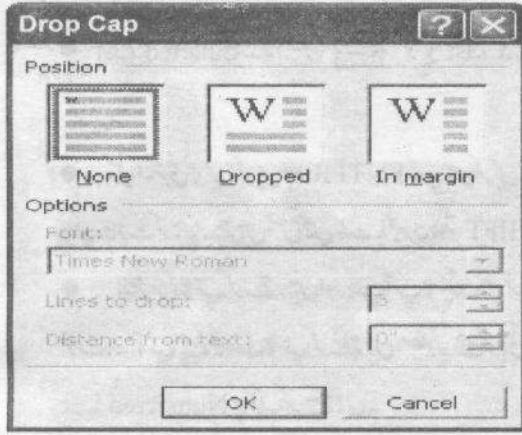 Drop Cap
Position
W W
None Dropped In margin
Options
Font:
Times New Roman
Lines to drop: 3
Distance from text: 0"
OK Cancel